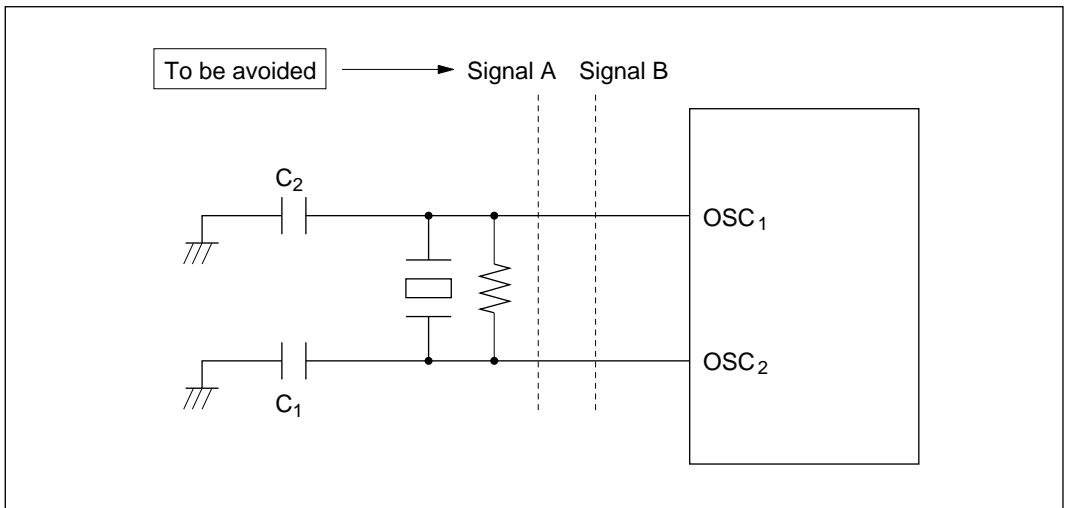 To be avoided
Signal A
Signal B
C₂
OSC₁
OSC₂
C₁